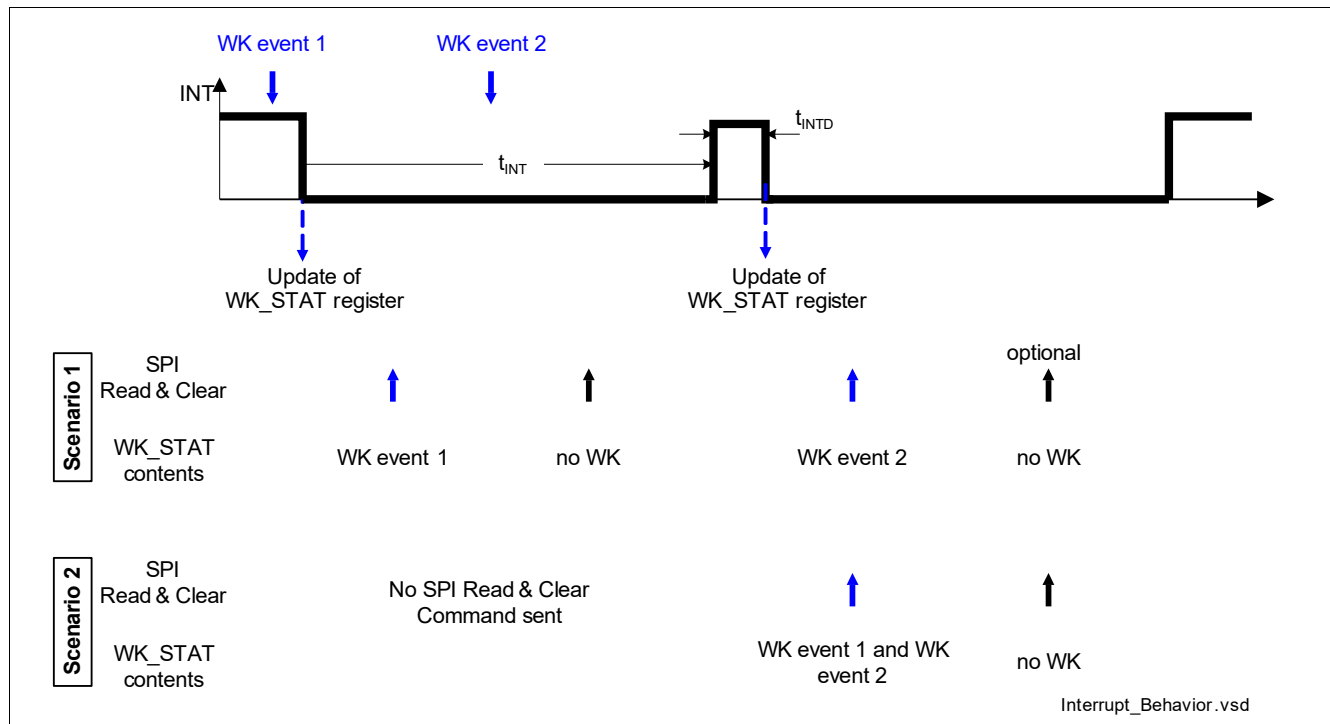 WK event 1
WK event 2
INT
tINTD
tINT
Update of
WK_STAT register
Update of
WK_STAT register
Scenario 1
SPI
Read & Clear
optional
WK_STAT
contents
WK event 1
no WK
WK event 2
no WK
Scenario 2
SPI
Read & Clear
No SPI Read & Clear
Command sent
WK_STAT
contents
WK event 1 and WK
event 2
no WK
Interrupt_Behavior.vsd